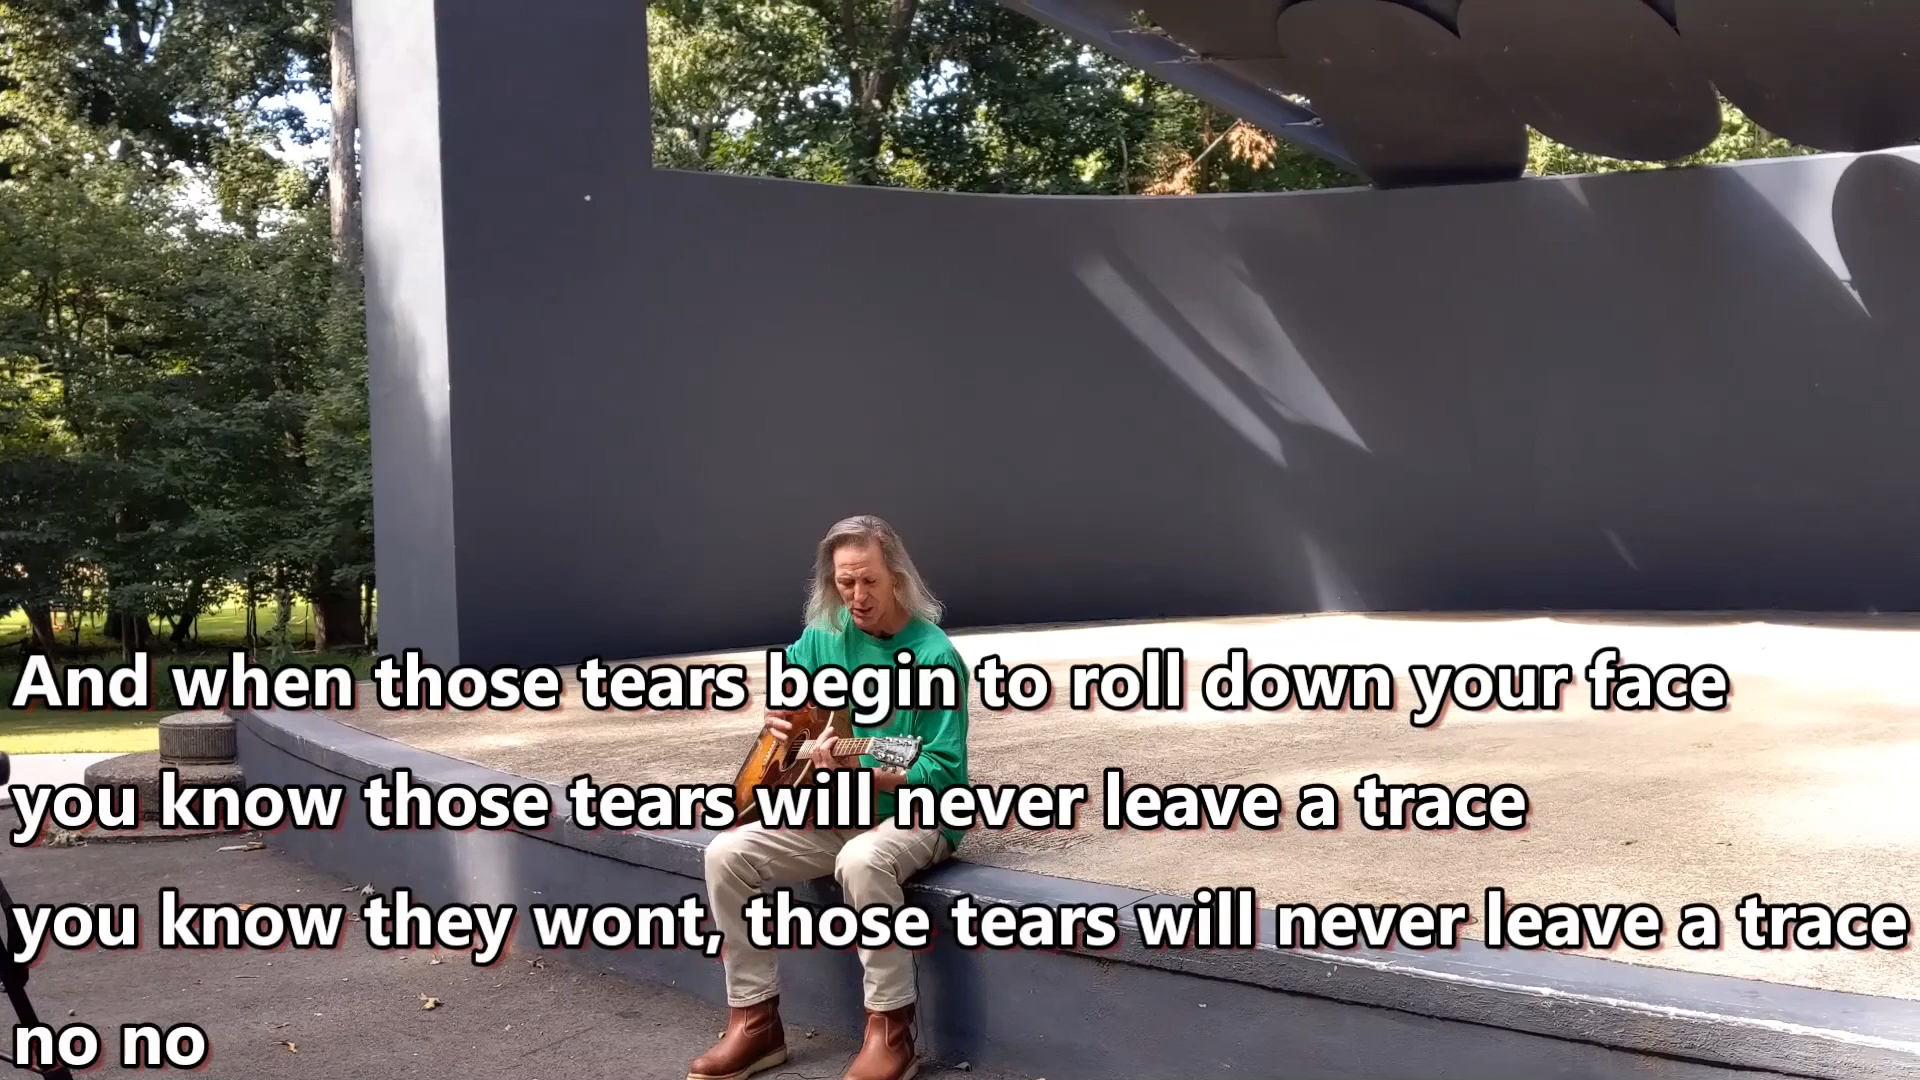 And when those tears begin to roll down your face
you know those tears will never leave a trace
you know they wont, those tears will never leave a trace
no no